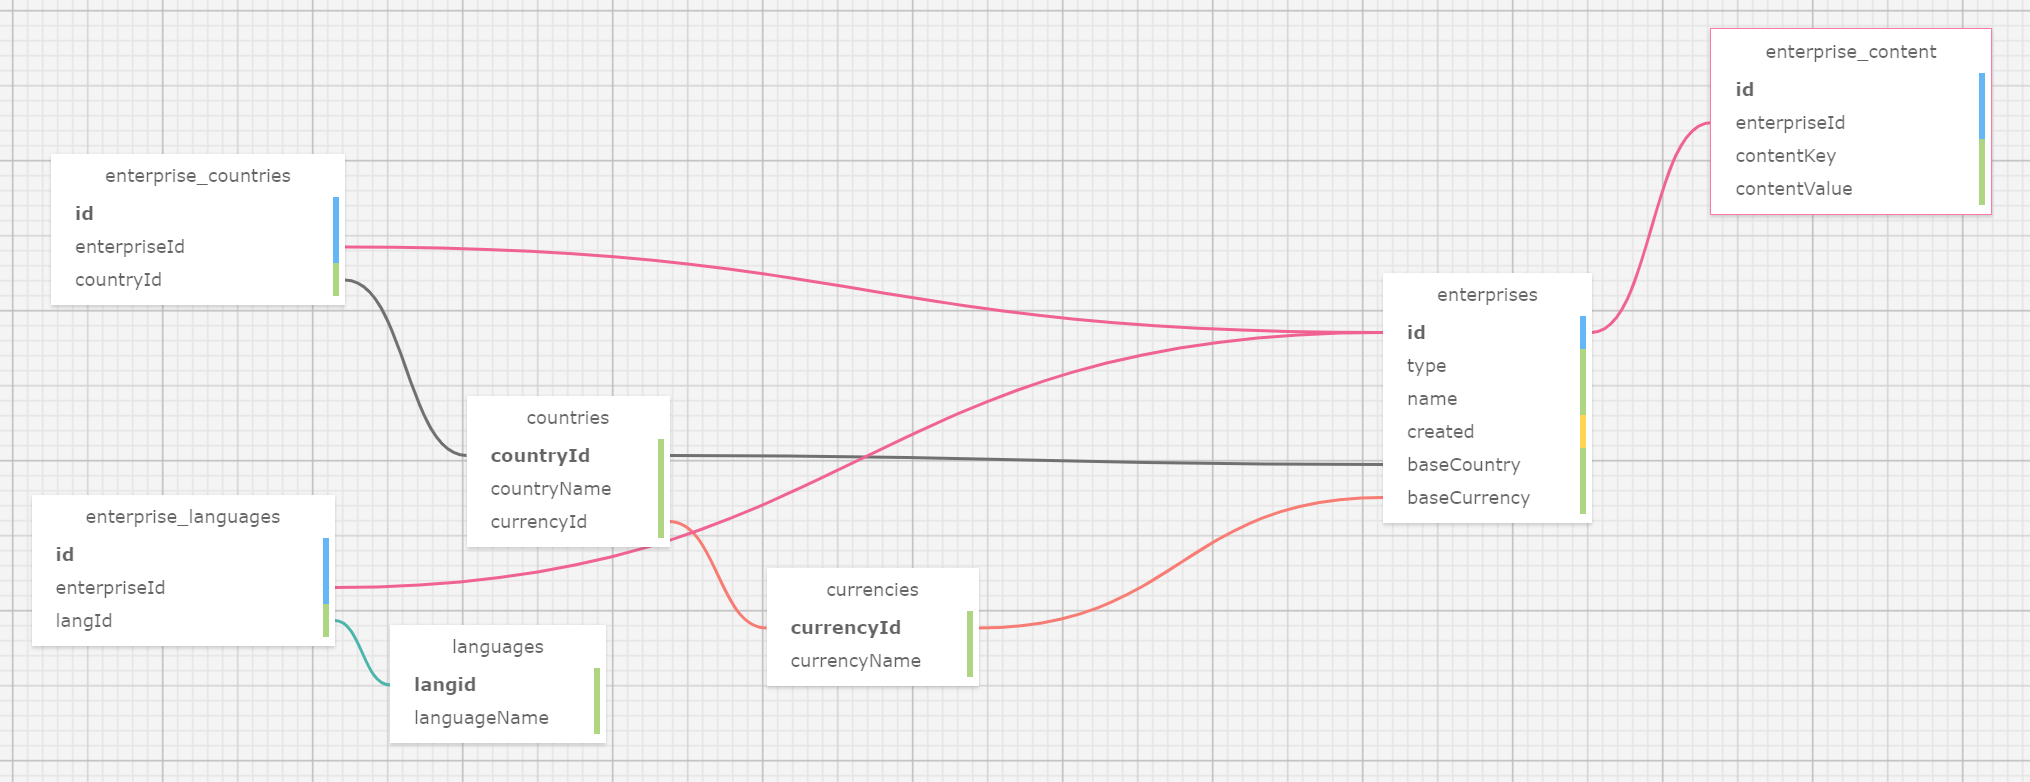 enterprise_content
id
enterpriseId
contentKey
contentValue
enterprise_countries
id
enterpriseId
countryId
enterprises
id
type
name
created
baseCountry
baseCurrency
countries
countryId
countryName
currencyId
enterprise_languages
id
enterpriseId
langId
currencies
currencyId
currencyName
languages
langid
languageName